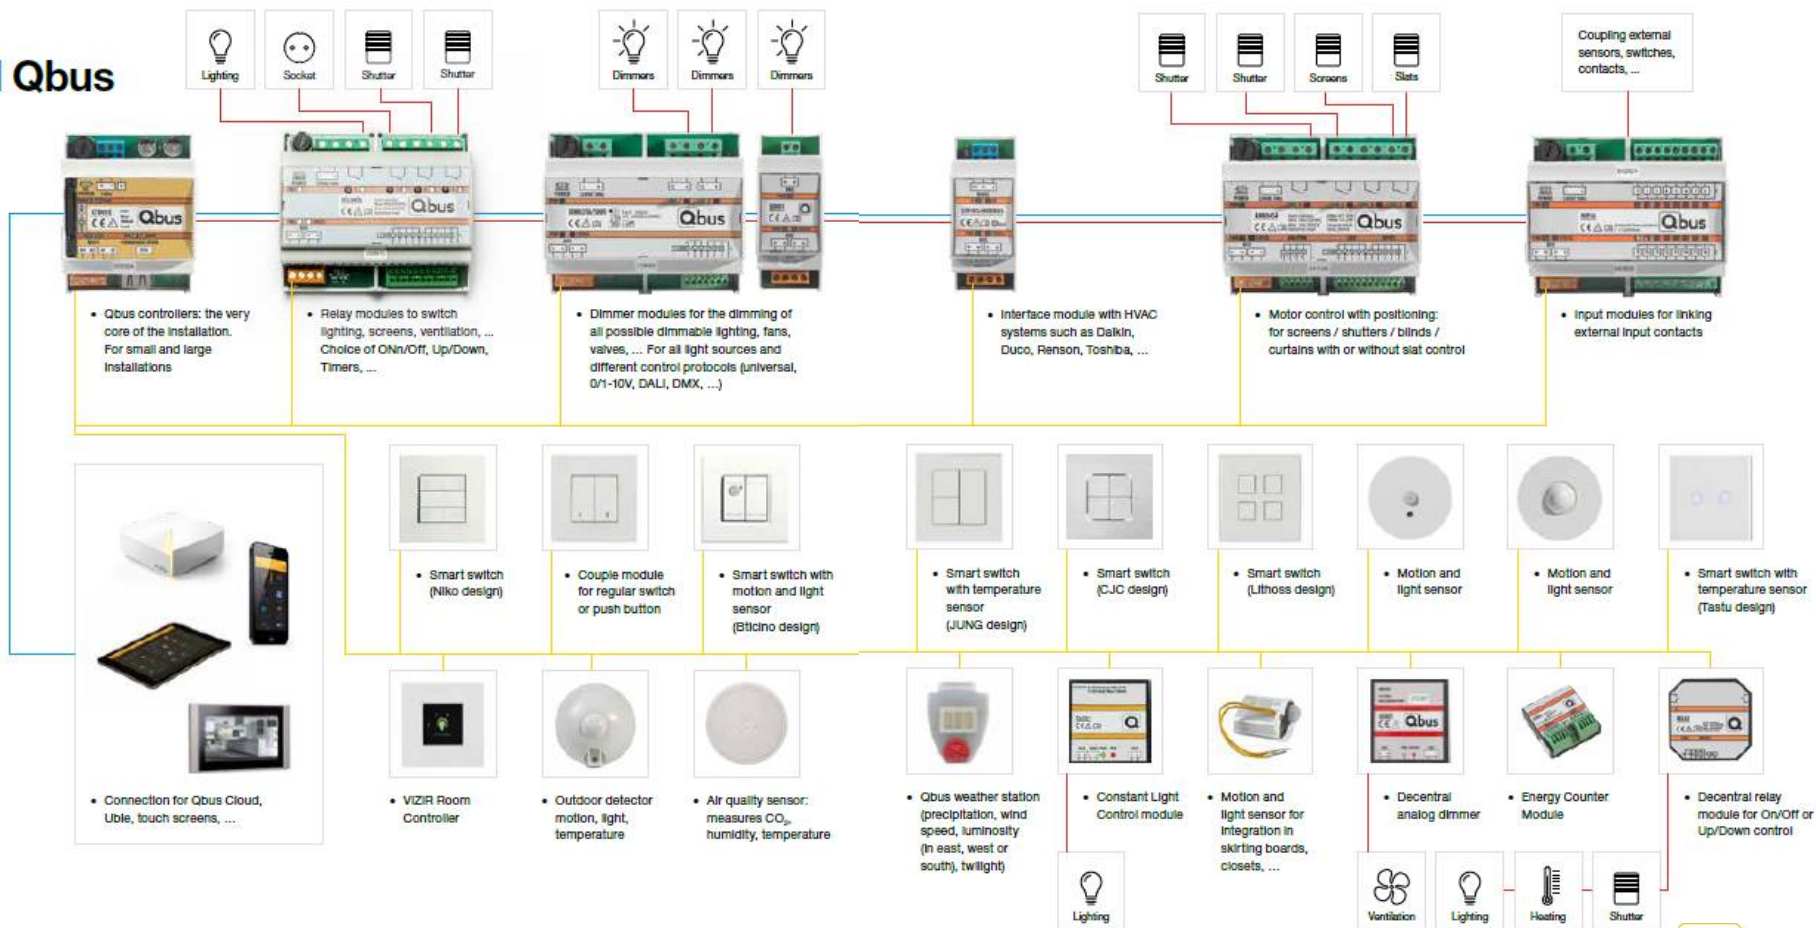 Qbus
Lighting
Socket
Shutter
Shutter
Dimmers
Dimmers
Dimmers
Shutter
Shutter
Screens
Slats
Coupling external
sensors, switches,
contacts, ...
Qbus
Qbus
Qbus
Qbus
Qbus
• Qbus controllers: the very
core of the installation.
For small and large
installations
• Relay modules to switch
lighting, screens, ventilation, ...
Choice of ONn/Off, Up/Down,
Timers, ...
• Dimmer modules for the dimming of
all possible dimmable lighting, fans,
valves, ... For all light sources and
different control protocols (universal,
0/1-10V, DALI, DMX, ...)
• Interface module with HVAC
systems such as Daikin,
Duco, Renson, Toshiba, ...
• Motor control with positioning:
for screens / shutters / blinds /
curtains with or without slat control
• Input modules for linking
external input contacts
• Smart switch
(Niko design)
• Couple module
for regular switch
or push button
• Smart switch with
motion and light
sensor
(Bticino design)
• Smart switch
with temperature
sensor
(JUNG design)
• Smart switch
(CJC design)
• Smart switch
(Lithoss design)
• Motion and
light sensor
• Motion and
light sensor
• Smart switch with
temperature sensor
(Tastu design)
• Connection for Qbus Cloud,
Ubie, touch screens, ...
• VIZIR Room
Controller
• Outdoor detector
motion, light,
temperature
• Air quality sensor:
measures CO₂,
humidity, temperature
• Qbus weather station
(precipitation, wind
speed, luminosity
(in east, west or
south), twilight)
• Constant Light
Control module
• Motion and
light sensor for
integration in
skirting boards,
closets, ...
Qbus
• Decentral
analog dimmer
• Energy Counter
Module
• Decentral relay
module for On/Off or
Up/Down control
Lighting
Ventilation
Lighting
Heating
Shutter